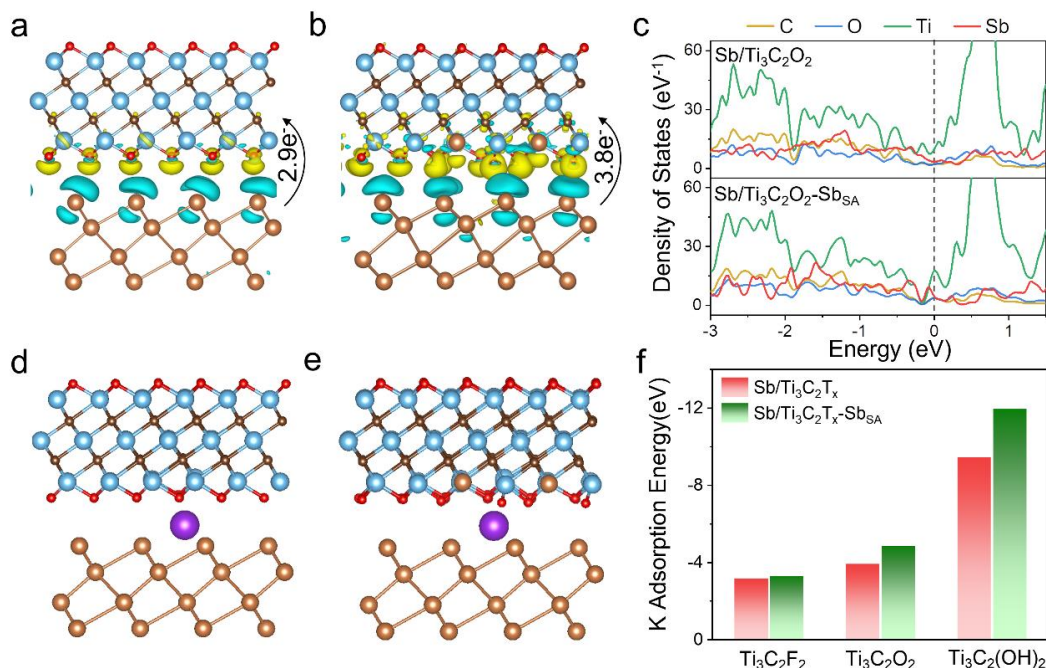 a
2.9e-
b
3.8e-
c
C O Ti Sb
Density of States (eV⁻¹)
60
Sb/Ti₃C₂O₂
30
0
60
Sb/Ti₃C₂O₂-Sb_SA
30
0
-3 -2 -1 0 1
Energy (eV)
d
e
f
K Adsorption Energy(eV)
-12
-8
-4
0
Sb/Ti₃C₂Tₓ
Sb/Ti₃C₂Tₓ-Sb_SA
Ti₃C₂F₂ Ti₃C₂O₂ Ti₃C₂(OH)₂